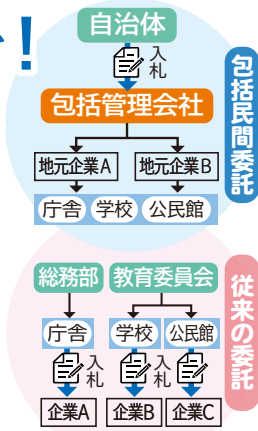 !
自治体
入札
包括管理会社
地元企業A 地元企業B
庁舎 学校 公民館
包括民間委託
総務部 教育委員会
庁舎 学校 公民館
入札 入札 入札
企業A 企業B 企業C
従来の委託